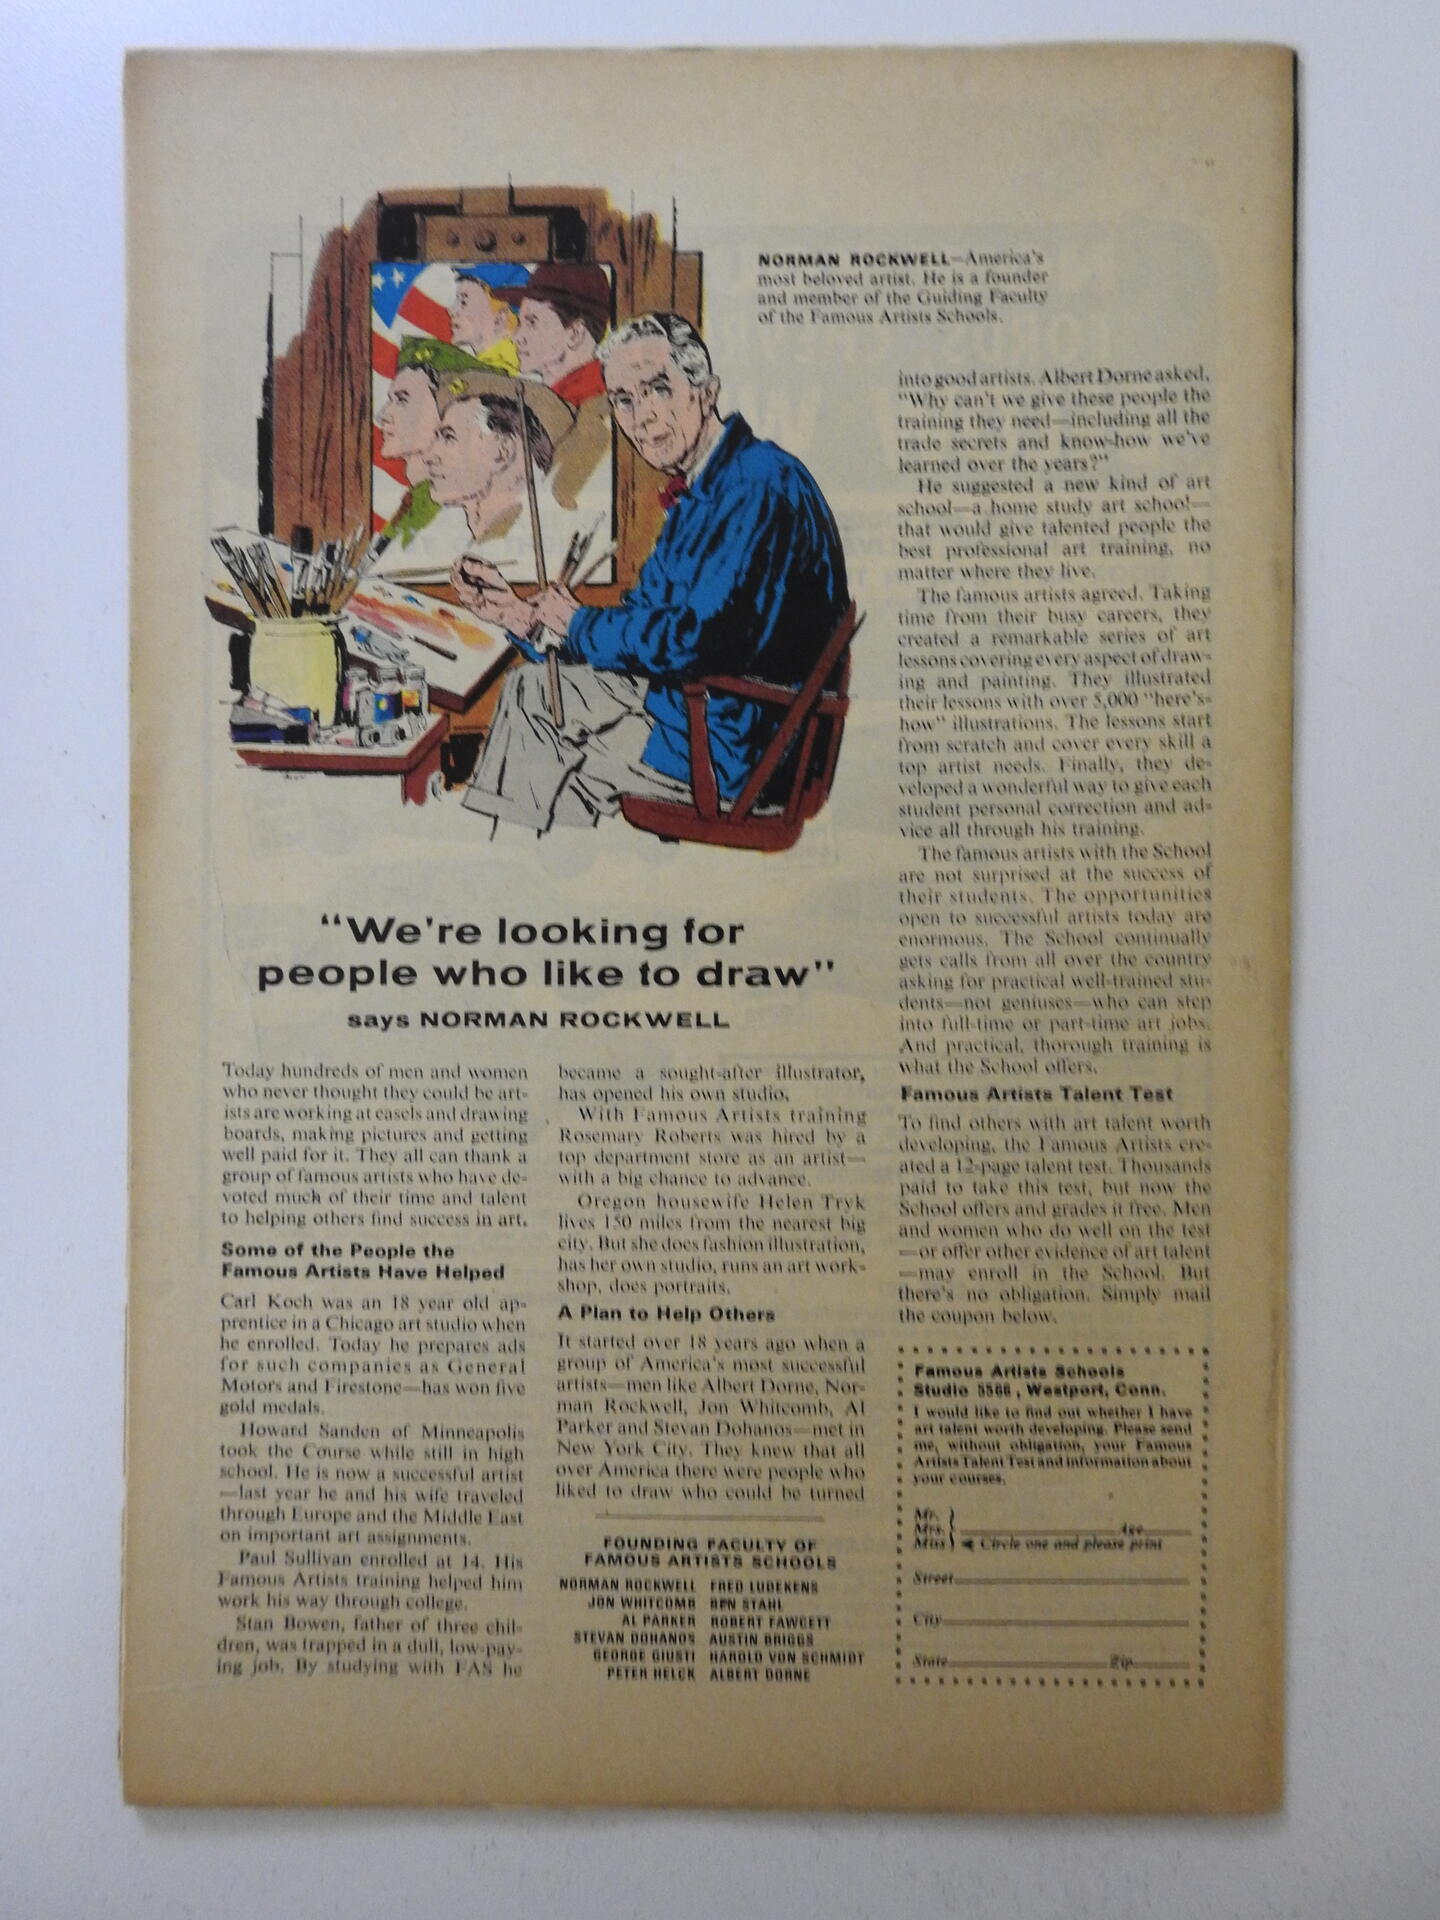 NORMAN ROCKWELL—America's
most beloved artist. He is a founder
and member of the Guiding Faculty
of the Famous Artists Schools.
"We're looking for
people who like to draw"
says NORMAN ROCKWELL
Today hundreds of men and women
who never thought they could be art-
ists are working at easels and drawing
boards, making pictures and getting
well paid for it. They all can thank a
group of famous artists who have de-
voted much of their time and talent
to helping others find success in art.
Some of the People the
Famous Artists Have Helped
Carl Koch was an 18 year old ap-
prentice in a Chicago art studio when
he enrolled. Today he prepares ads
for such companies as General
Motors and Firestone—has won five
gold medals.
Howard Sanden of Minneapolis
took the Course while still in high
school. He is now a successful artist
—last year he and his wife traveled
through Europe and the Middle East
on important art assignments.
Paul Sullivan enrolled at 14. His
Famous Artists training helped him
work his way through college.
Stan Bowen, father of three chil-
dren, was trapped in a dull, low-pay-
ing job. By studying with FAS he
became a sought-after illustrator,
has opened his own studio.
With Famous Artists training
Rosemary Roberts was hired by a
top department store as an artist—
with a big chance to advance.
Oregon housewife Helen Tryk
lives 150 miles from the nearest big
city. But she does fashion illustration,
has her own studio, runs an art work-
shop, does portraits.
A Plan to Help Others
It started over 18 years ago when a
group of America's most successful
artists—men like Albert Dorne, Nor-
man Rockwell, Jon Whitcomb, Al
Parker and Stevan Dohanos—met in
New York City. They knew that all
over America there were people who
liked to draw who could be turned
FOUNDING FACULTY OF
FAMOUS ARTISTS SCHOOLS
NORMAN ROCKWELL FRED LUDEKENS
JON WHITCOMB BEN STAHL
AL PARKER ROBERT FAWCETT
STEVAN DOHANOS AUSTIN BRIGGS
GEORGE GIUSTI HAROLD VON SCHMIDT
PETER HELCK ALBERT DORNE
into good artists. Albert Dorne asked,
"Why can't we give these people the
training they need—including all the
trade secrets and know-how we've
learned over the years?"
He suggested a new kind of art
school—a home study art school—
that would give talented people the
best professional art training, no
matter where they live.
The famous artists agreed. Taking
time from their busy careers, they
created a remarkable series of art
lessons covering every aspect of draw-
ing and painting. They illustrated
their lessons with over 5,000 "here's-
how" illustrations. The lessons start
from scratch and cover every skill a
top artist needs. Finally, they de-
veloped a wonderful way to give each
student personal correction and ad-
vice all through his training.
The famous artists with the School
are not surprised at the success of
their students. The opportunities
open to successful artists today are
enormous. The School continually
gets calls from all over the country
asking for practical well-trained stu-
dents—not geniuses—who can step
into full-time or part-time art jobs.
And practical, thorough training is
what the School offers.
Famous Artists Talent Test
To find others with art talent worth
developing, the Famous Artists cre-
ated a 12-page talent test. Thousands
paid to take this test, but now the
School offers and grades it free. Men
and women who do well on the test
—or offer other evidence of art talent
—may enroll in the School. But
there's no obligation. Simply mail
the coupon below.
Famous Artists Schools
Studio 5566, Westport, Conn.
I would like to find out whether I have
art talent worth developing. Please send
me, without obligation, your Famous
Artists Talent Test and information about
your courses.
Mr.
Mrs. Age
Miss Circle one and please print
Street
City
State Zip